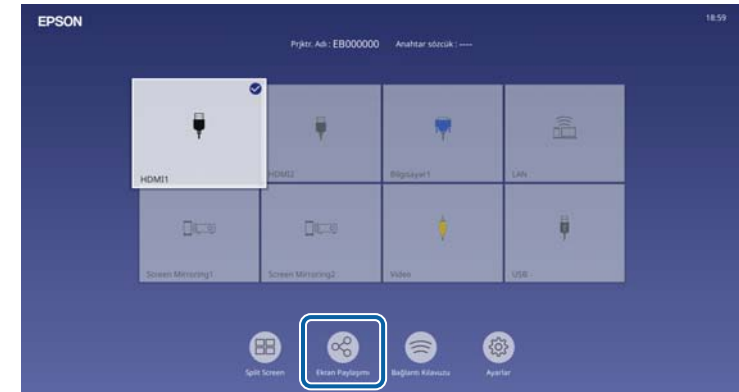 EPSON
18:59
Prjktr. Adı : EB000000 Anahtar sözcük : ----
HDMI1
HDMI2
Bilgisayar1
LAN
Screen Mirroring1
Screen Mirroring2
Video
USB -
Split Screen
Ekran Paylaşımı
Bağlantı Kılavuzu
Ayarlar